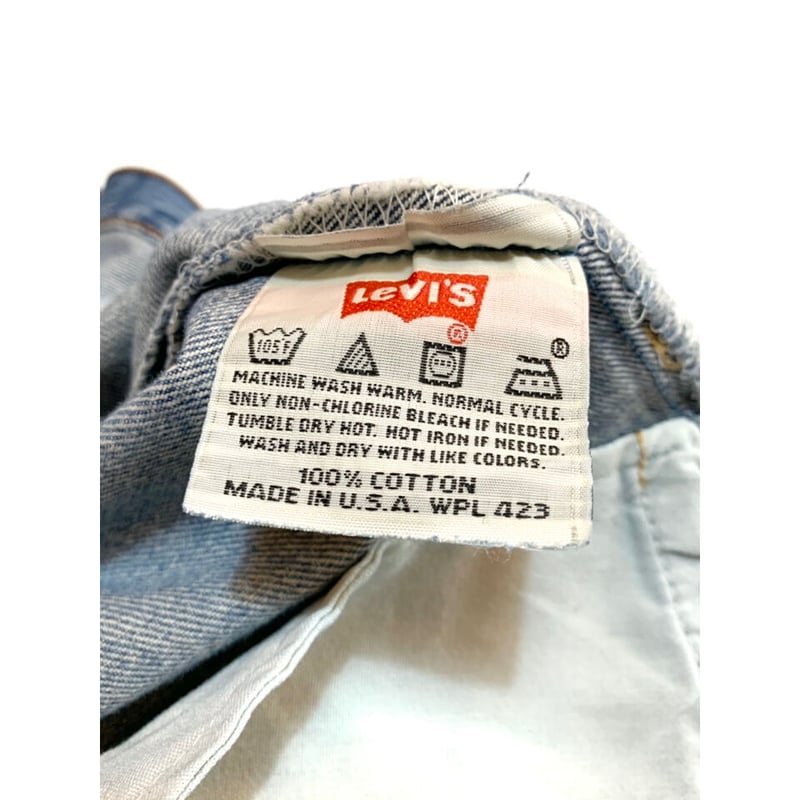 LEVI'S
®
®
105°F
MACHINE WASH WARM. NORMAL CYCLE.
ONLY NON-CHLORINE BLEACH IF NEEDED.
TUMBLE DRY HOT. HOT IRON IF NEEDED.
WASH AND DRY WITH LIKE COLORS.
100% COTTON
MADE IN U.S.A. WPL 423